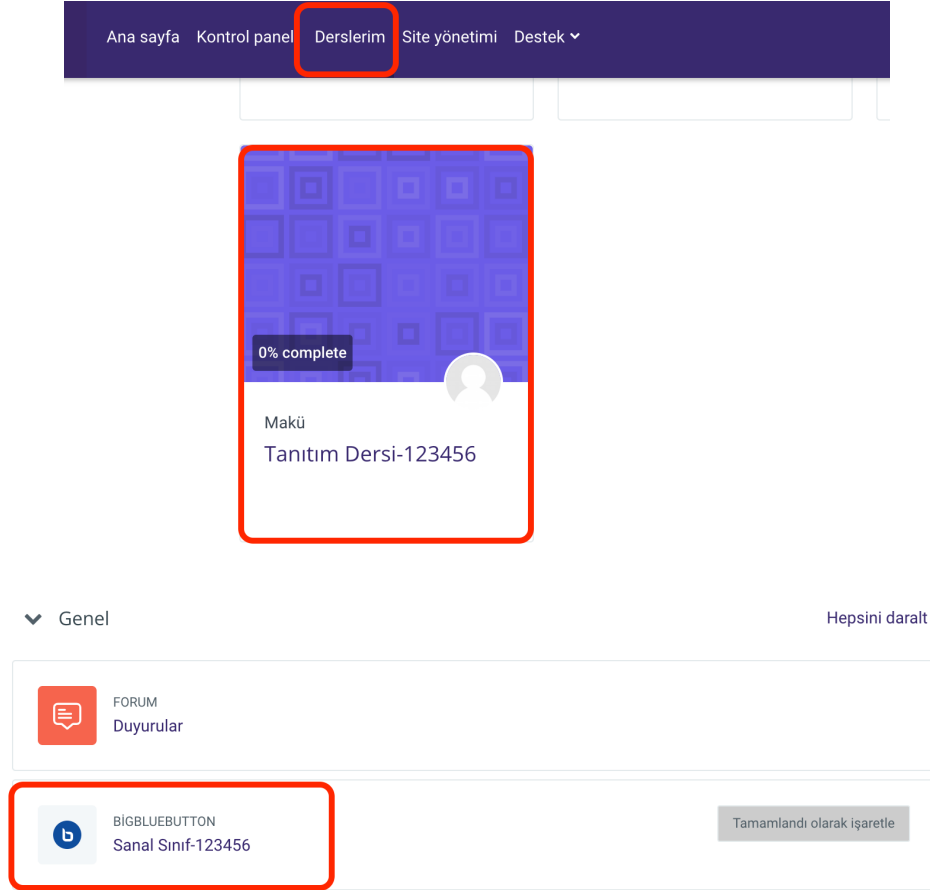 Ana sayfa Kontrol panel Derslerim Site yönetimi Destek
0% complete
Makü
Tanıtım Dersi-123456
Genel Hepsini daralt
FORUM
Duyurular
BİGBLUEBUTTON
Sanal Sınıf-123456
Tamamlandı olarak işaretle